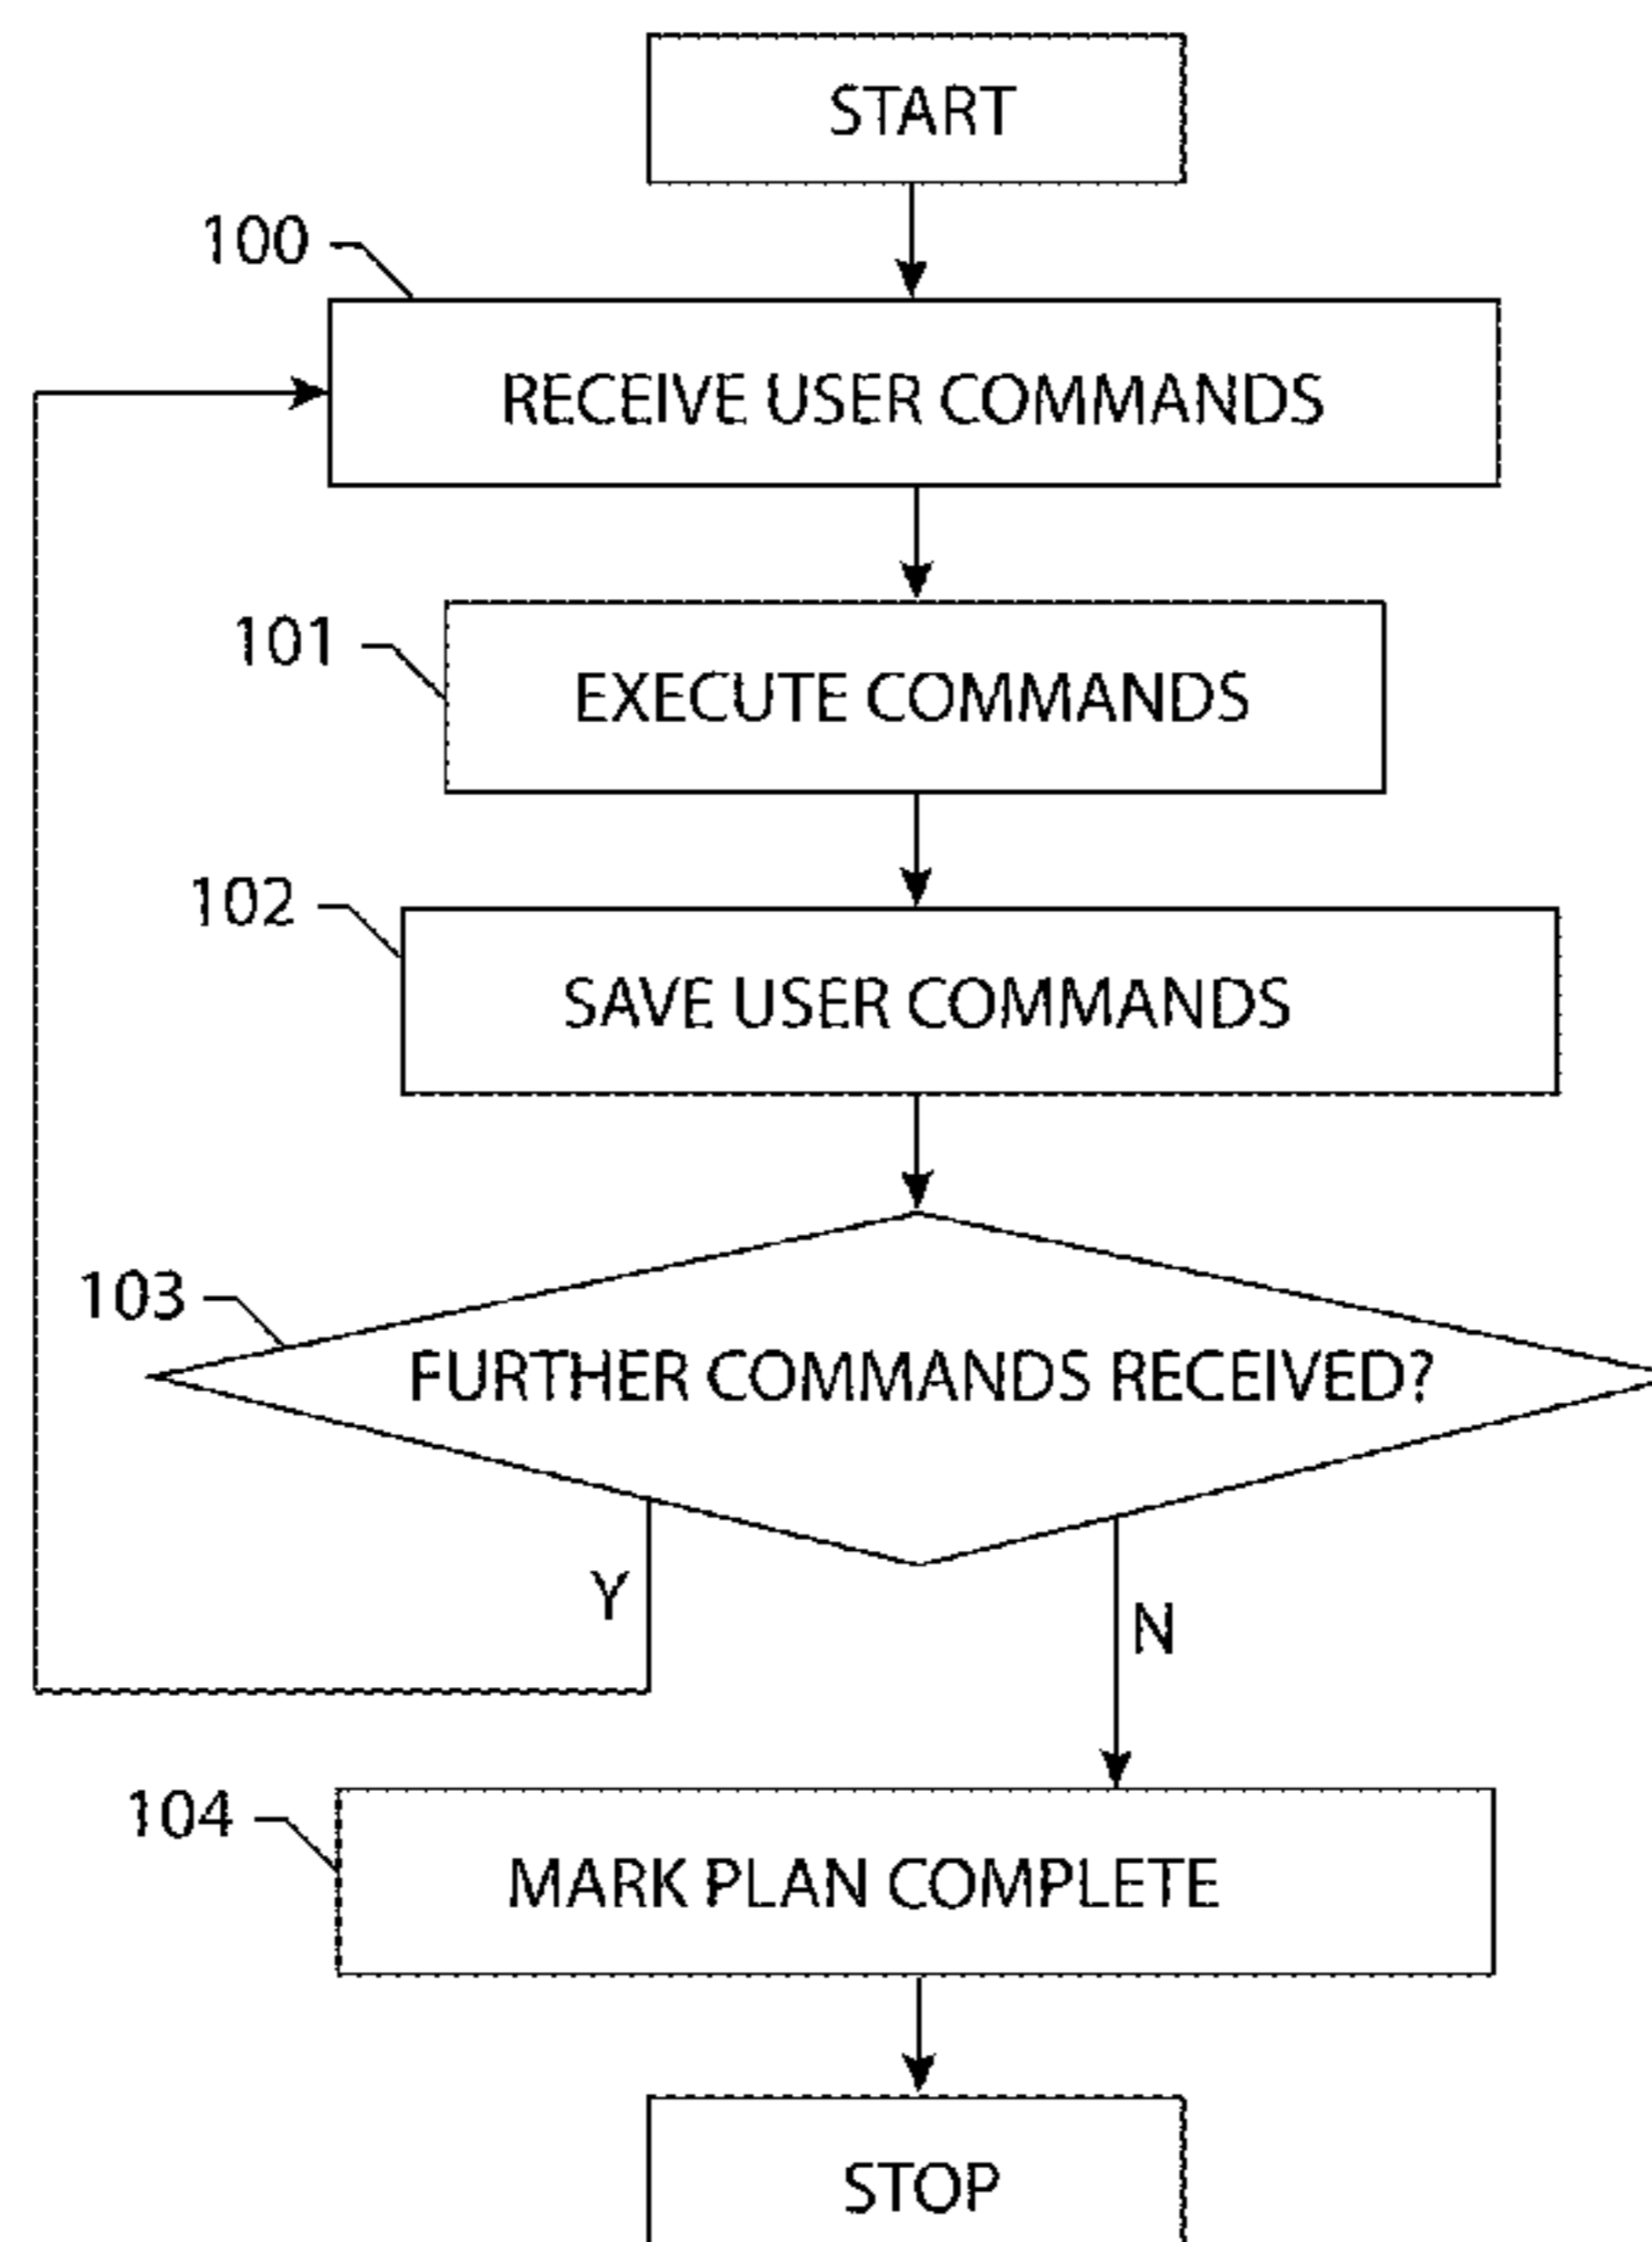 START
100
RECEIVE USER COMMANDS
101
EXECUTE COMMANDS
102
SAVE USER COMMANDS
103
FURTHER COMMANDS RECEIVED?
Y
N
104
MARK PLAN COMPLETE
STOP